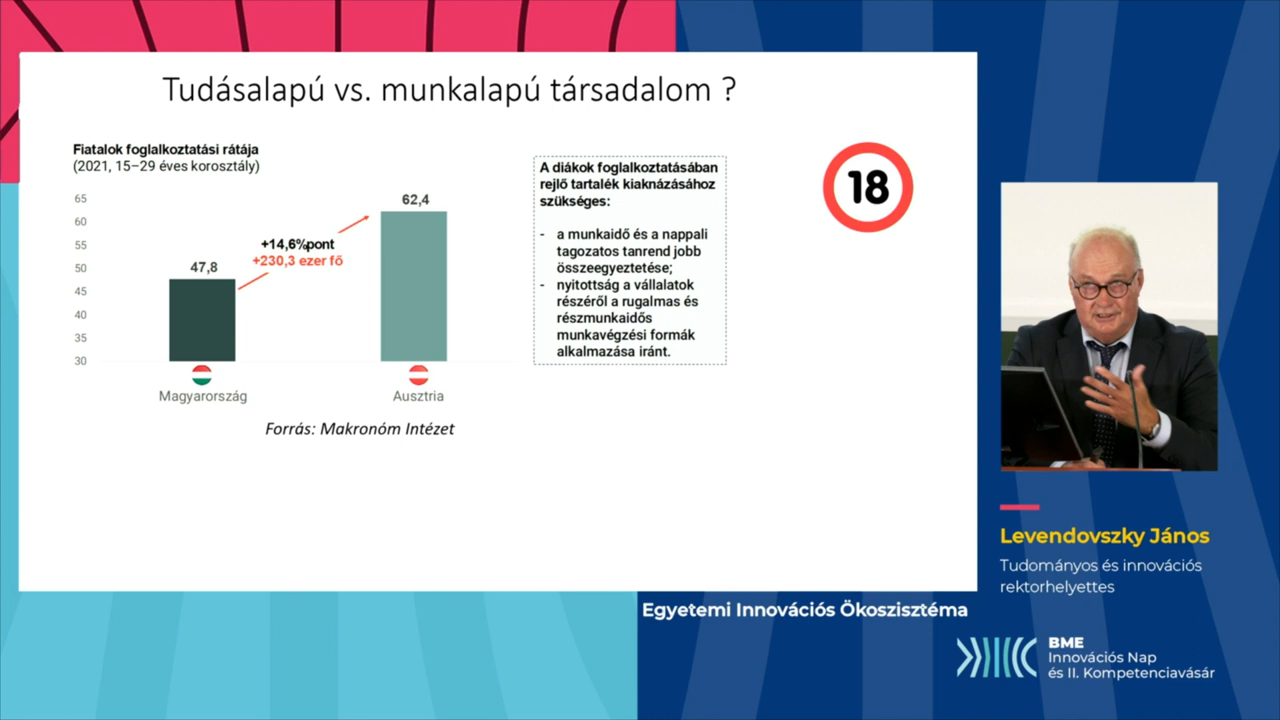 Tudásalapú vs. munkalapú társadalom ?
Fiatalok foglalkoztatási rátája
(2021, 15–29 éves korosztály)
65
60
55
50
45
40
35
30
47,8
+14,6%pont
+230,3 ezer fő
62,4
Magyarország
Ausztria
Forrás: Makronóm Intézet
A diákok foglalkoztatásában
rejlő tartalék kiaknázásához
szükséges:
- a munkaidő és a nappali
tagozatos tanrend jobb
összeegyeztetése;
- nyitottság a vállalatok
részéről a rugalmas és
részmunkaidős
munkavégzési formák
alkalmazása iránt.
18
Levendovszky János
Tudományos és innovációs
rektorhelyettes
Egyetemi Innovációs Ökoszisztéma
BME
Innovációs Nap
és II. Kompetenciavásár